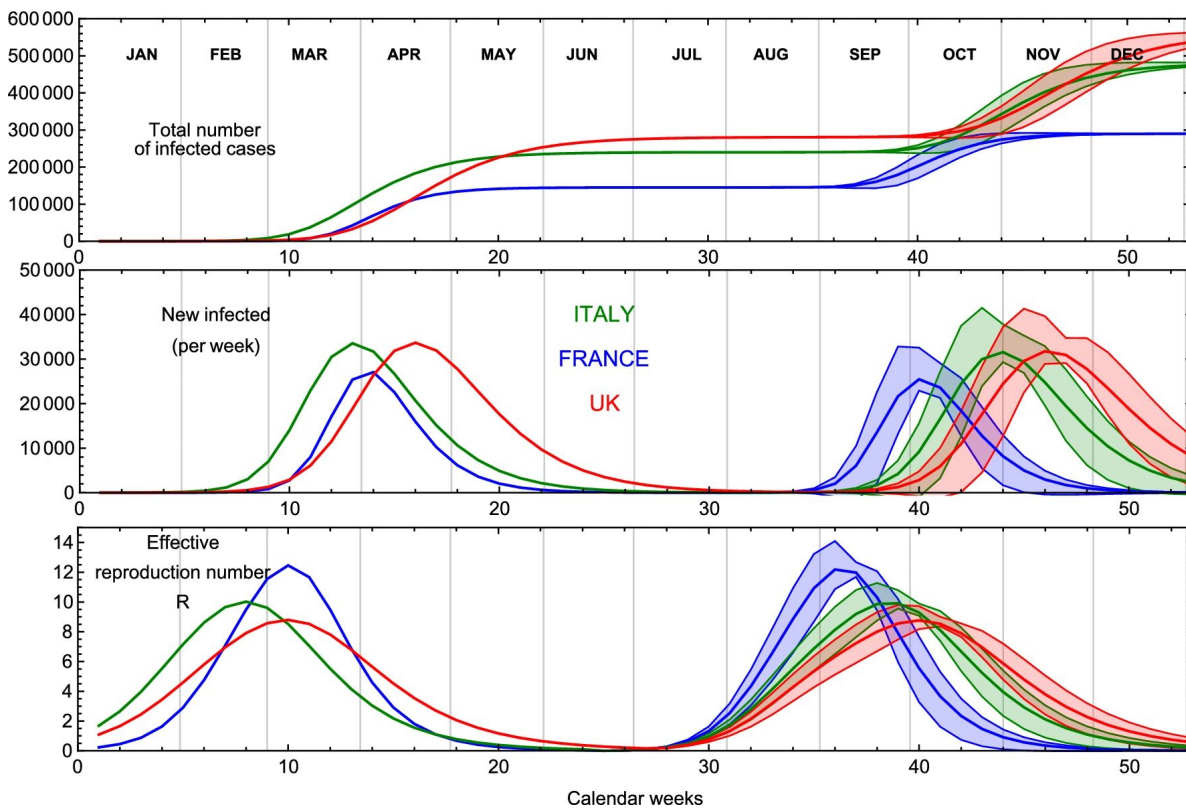 600 000
JAN FEB MAR APR MAY JUN JUL AUG SEP OCT NOV DEC
500 000
400 000
300 000
Total number
of infected cases
200 000
100 000
0
0 10 20 30 40 50
50 000
New infected
(per week)
ITALY
40 000
FRANCE
30 000
UK
20 000
10 000
0
0 10 20 30 40 50
14
Effective
reproduction number
R
12
10
8
6
4
2
0
0 10 20 30 40 50
Calendar weeks